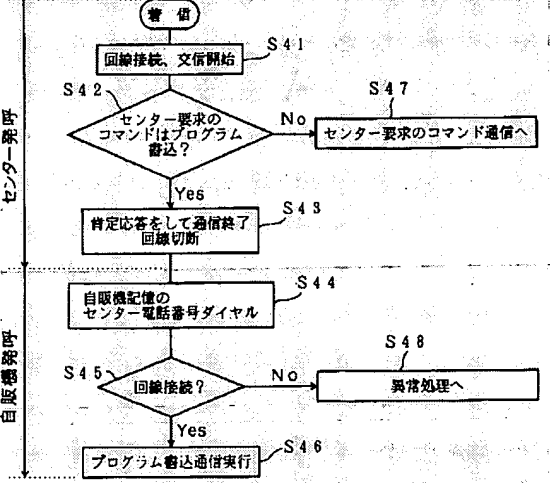 着信
S41
回線接続、交信開始
S42
センター要求の
コマンドはプログラム
書込?
No
S47
センター要求のコマンド通信へ
Yes
S43
肯定応答をして通信終了
回線切断
センター発呼
S44
自販機記憶の
センター電話番号ダイヤル
S45
回線接続?
No
S48
異常処理へ
Yes
S46
プログラム書込通信実行
自販機発呼